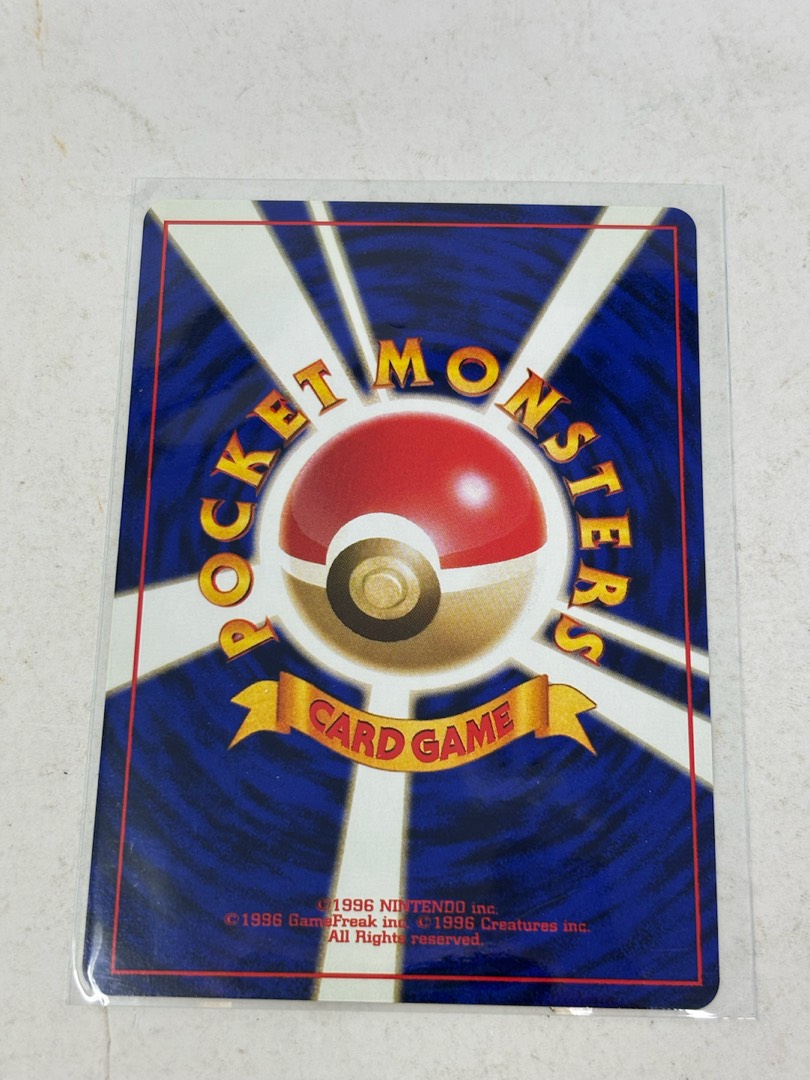 POCKET MONSTERS
CARD GAME
©1996 NINTENDO inc.
©1996 GameFreak inc. ©1996 Creatures inc.
All Rights reserved.